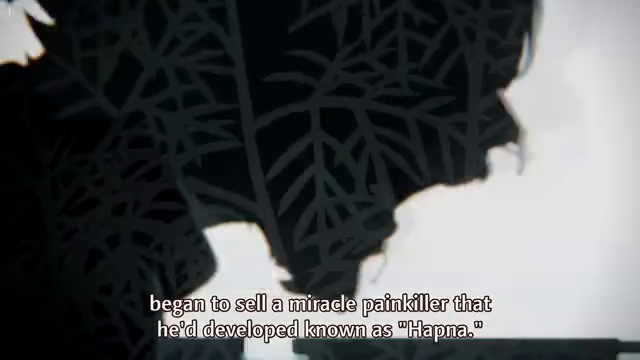 began to sell a miracle painkiller that
he'd developed known as "Hapna."